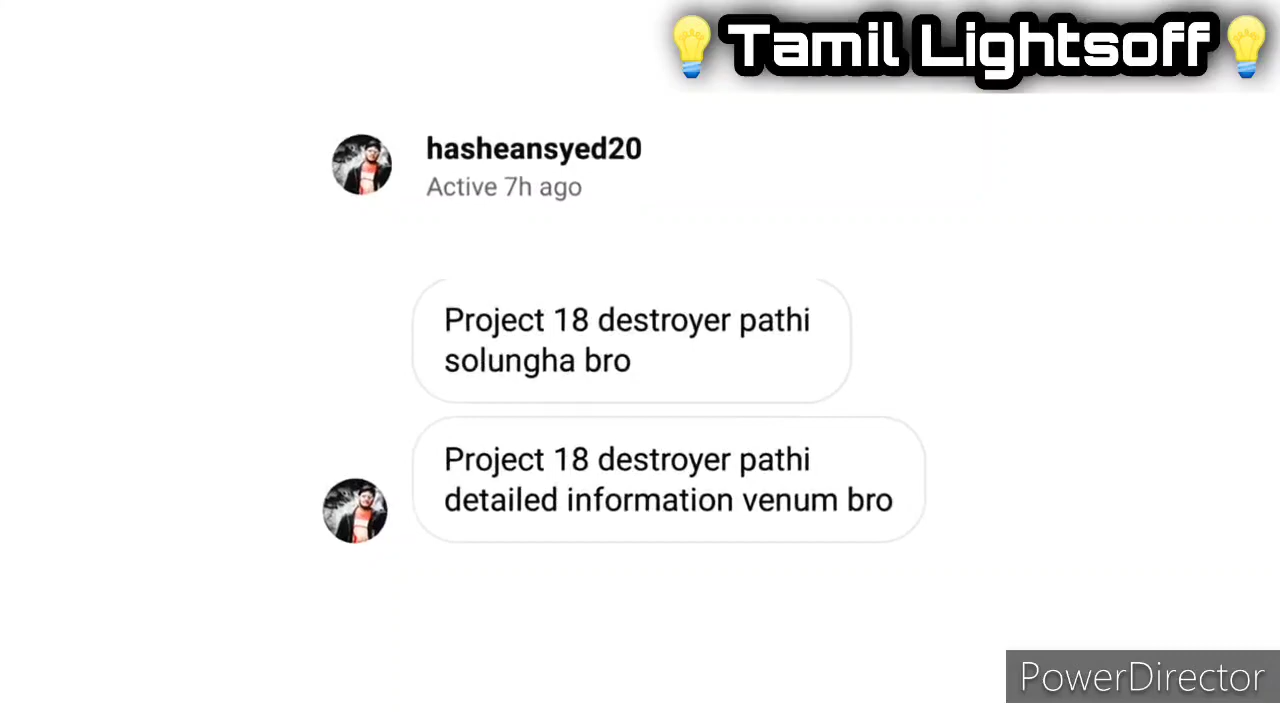 Tamil Lightsoff
hasheansyed20
Active 7h ago
Project 18 destroyer pathi
solungha bro
Project 18 destroyer pathi
detailed information venum bro
PowerDirector